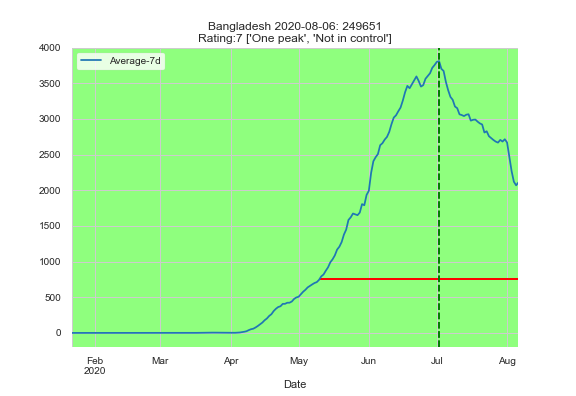 Bangladesh 2020-08-06: 249651
Rating:7 ['One peak', 'Not in control']
Average-7d
4000
3500
3000
2500
2000
1500
1000
500
0
Feb
2020
Mar
Apr
May
Jun
Jul
Aug
Date